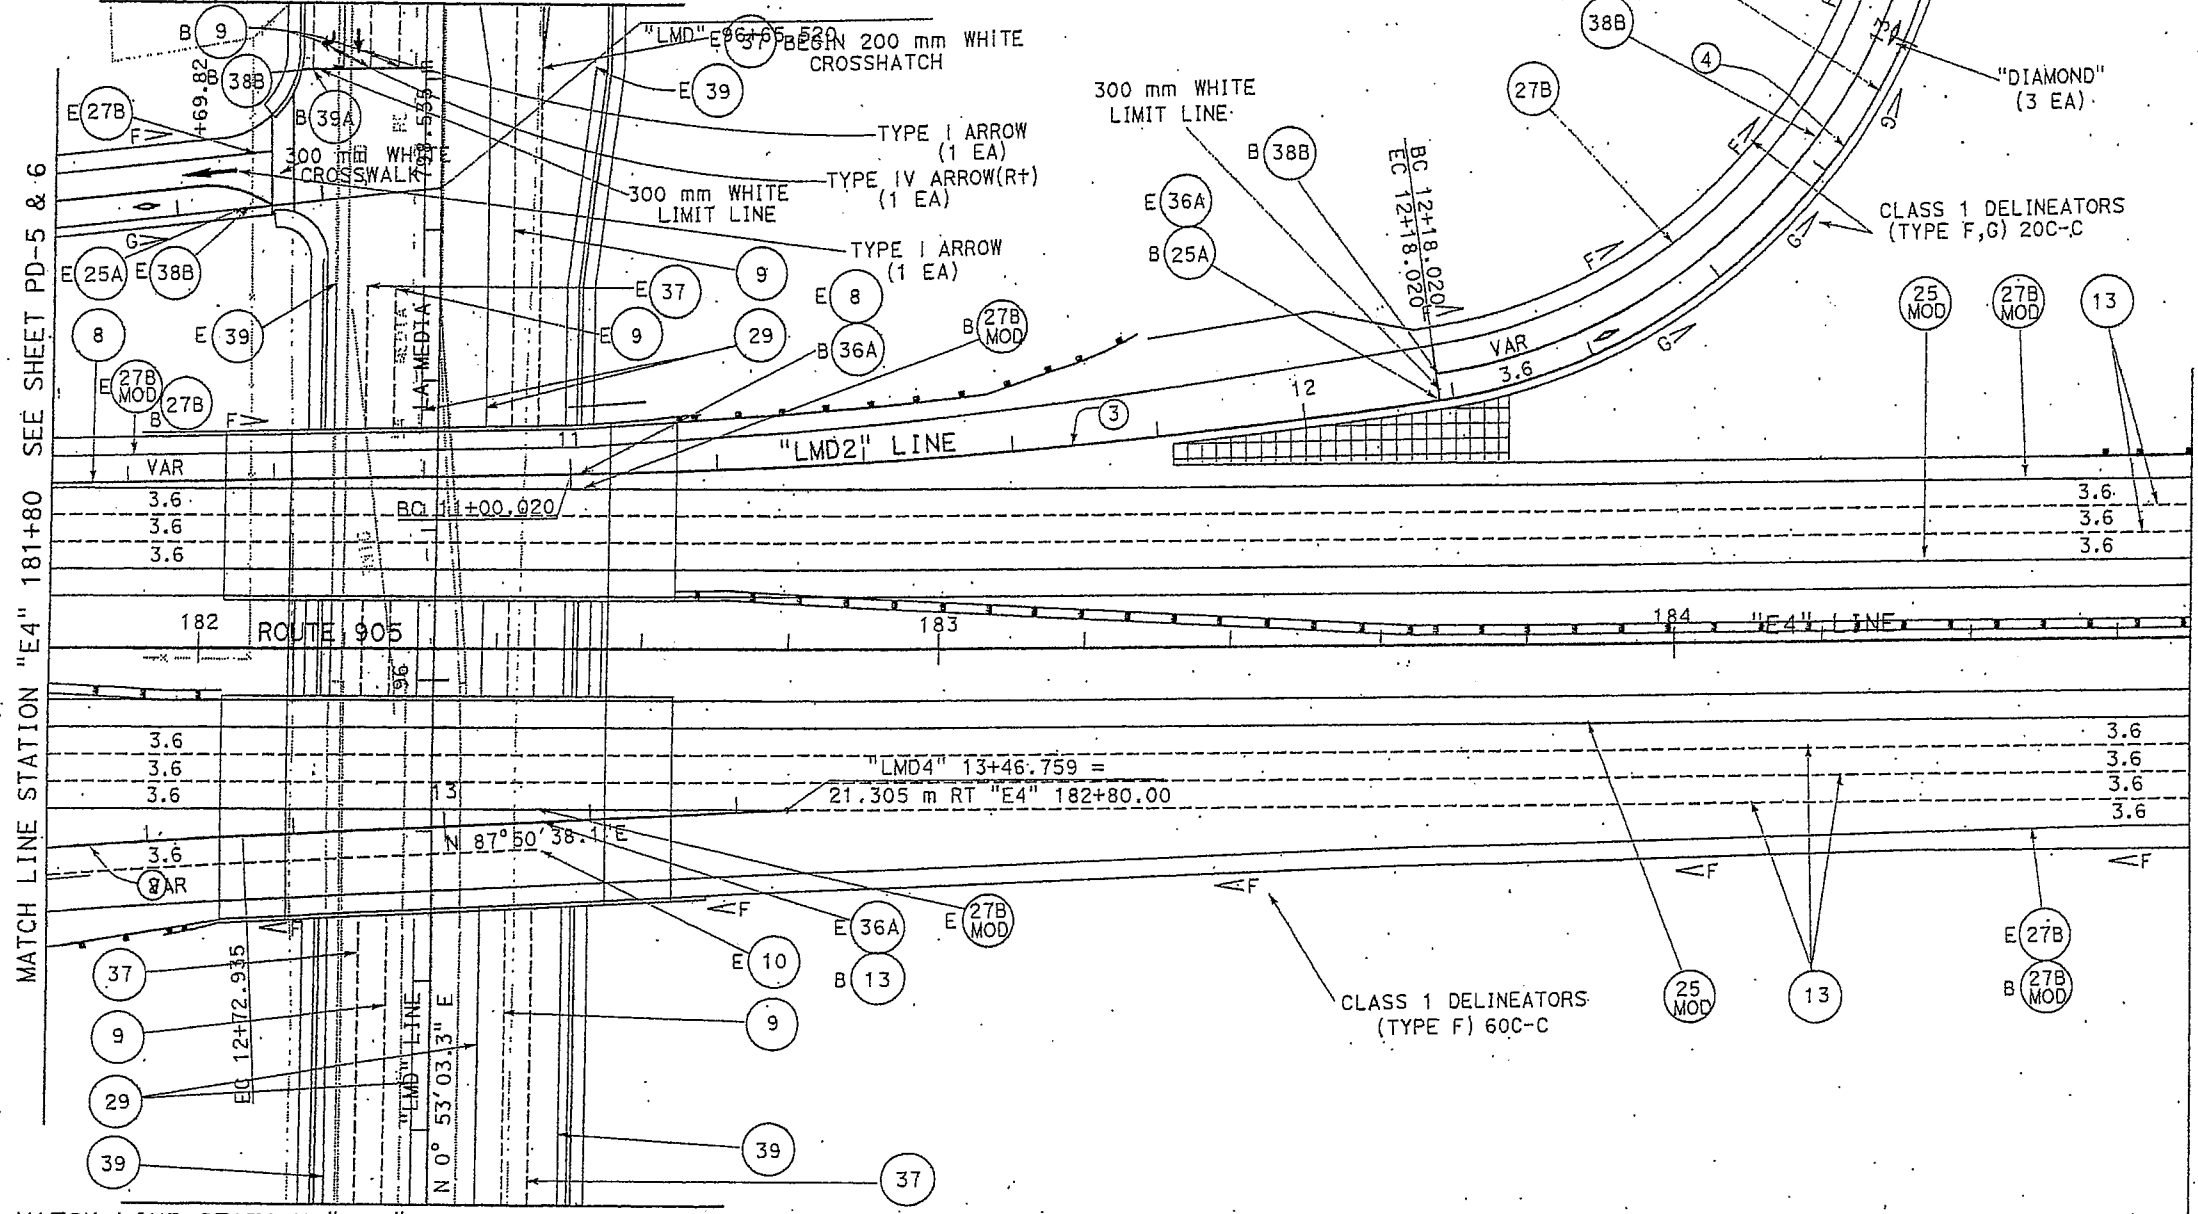 B 9
B 38B
+69.82
E 27B
F
B 39A
300 mm WHITE
CROSSWALK
"LMD" 96+65.520
E 37 BEGIN 200 mm WHITE
CROSSHATCH
E 39
TYPE I ARROW
(1 EA)
TYPE IV ARROW(Rt)
(1 EA)
300 mm WHITE
LIMIT LINE
TYPE I ARROW
(1 EA)
G
E 25A
E 38B
9
E 37
E 9
29
E 39
8
E 27B MOD
B 27B
F
LA MEDIA
E 8
B 36A
B 27B MOD
300 mm WHITE
LIMIT LINE
B 38B
E 36A
B 25A
BC 12+18.020=
EC 12+18.020
38B
4
27B
13
"DIAMOND"
(3 EA)
CLASS 1 DELINEATORS
(TYPE F,G) 20C-C
F
F
G
G
G
VAR
3.6
12
3
25 MOD
27B MOD
13
11
"LMD2" LINE
VAR
BC 11+00.020
3.6
3.6
3.6
3.6
3.6
3.6
MATCH LINE STATION "E4" 181+80 SEE SHEET PD-5 & 6
182
ROUTE 905
183
184
"E4" LINE
96
3.6
3.6
3.6
3.6
3.6
3.6
3.6
"LMD4" 13+46.759 =
21.305 m RT "E4" 182+80.00
13
N 87°50'38.1"E
3.6
VAR
F
F
F
F
F
37
9
29
39
EC 12+72.935
"LMD" LINE
N 0° 53'03.3" E
E 36A
B 13
E 27B MOD
E 10
9
39
37
CLASS 1 DELINEATORS
(TYPE F) 60C-C
25 MOD
13
E 27B
B 27B MOD